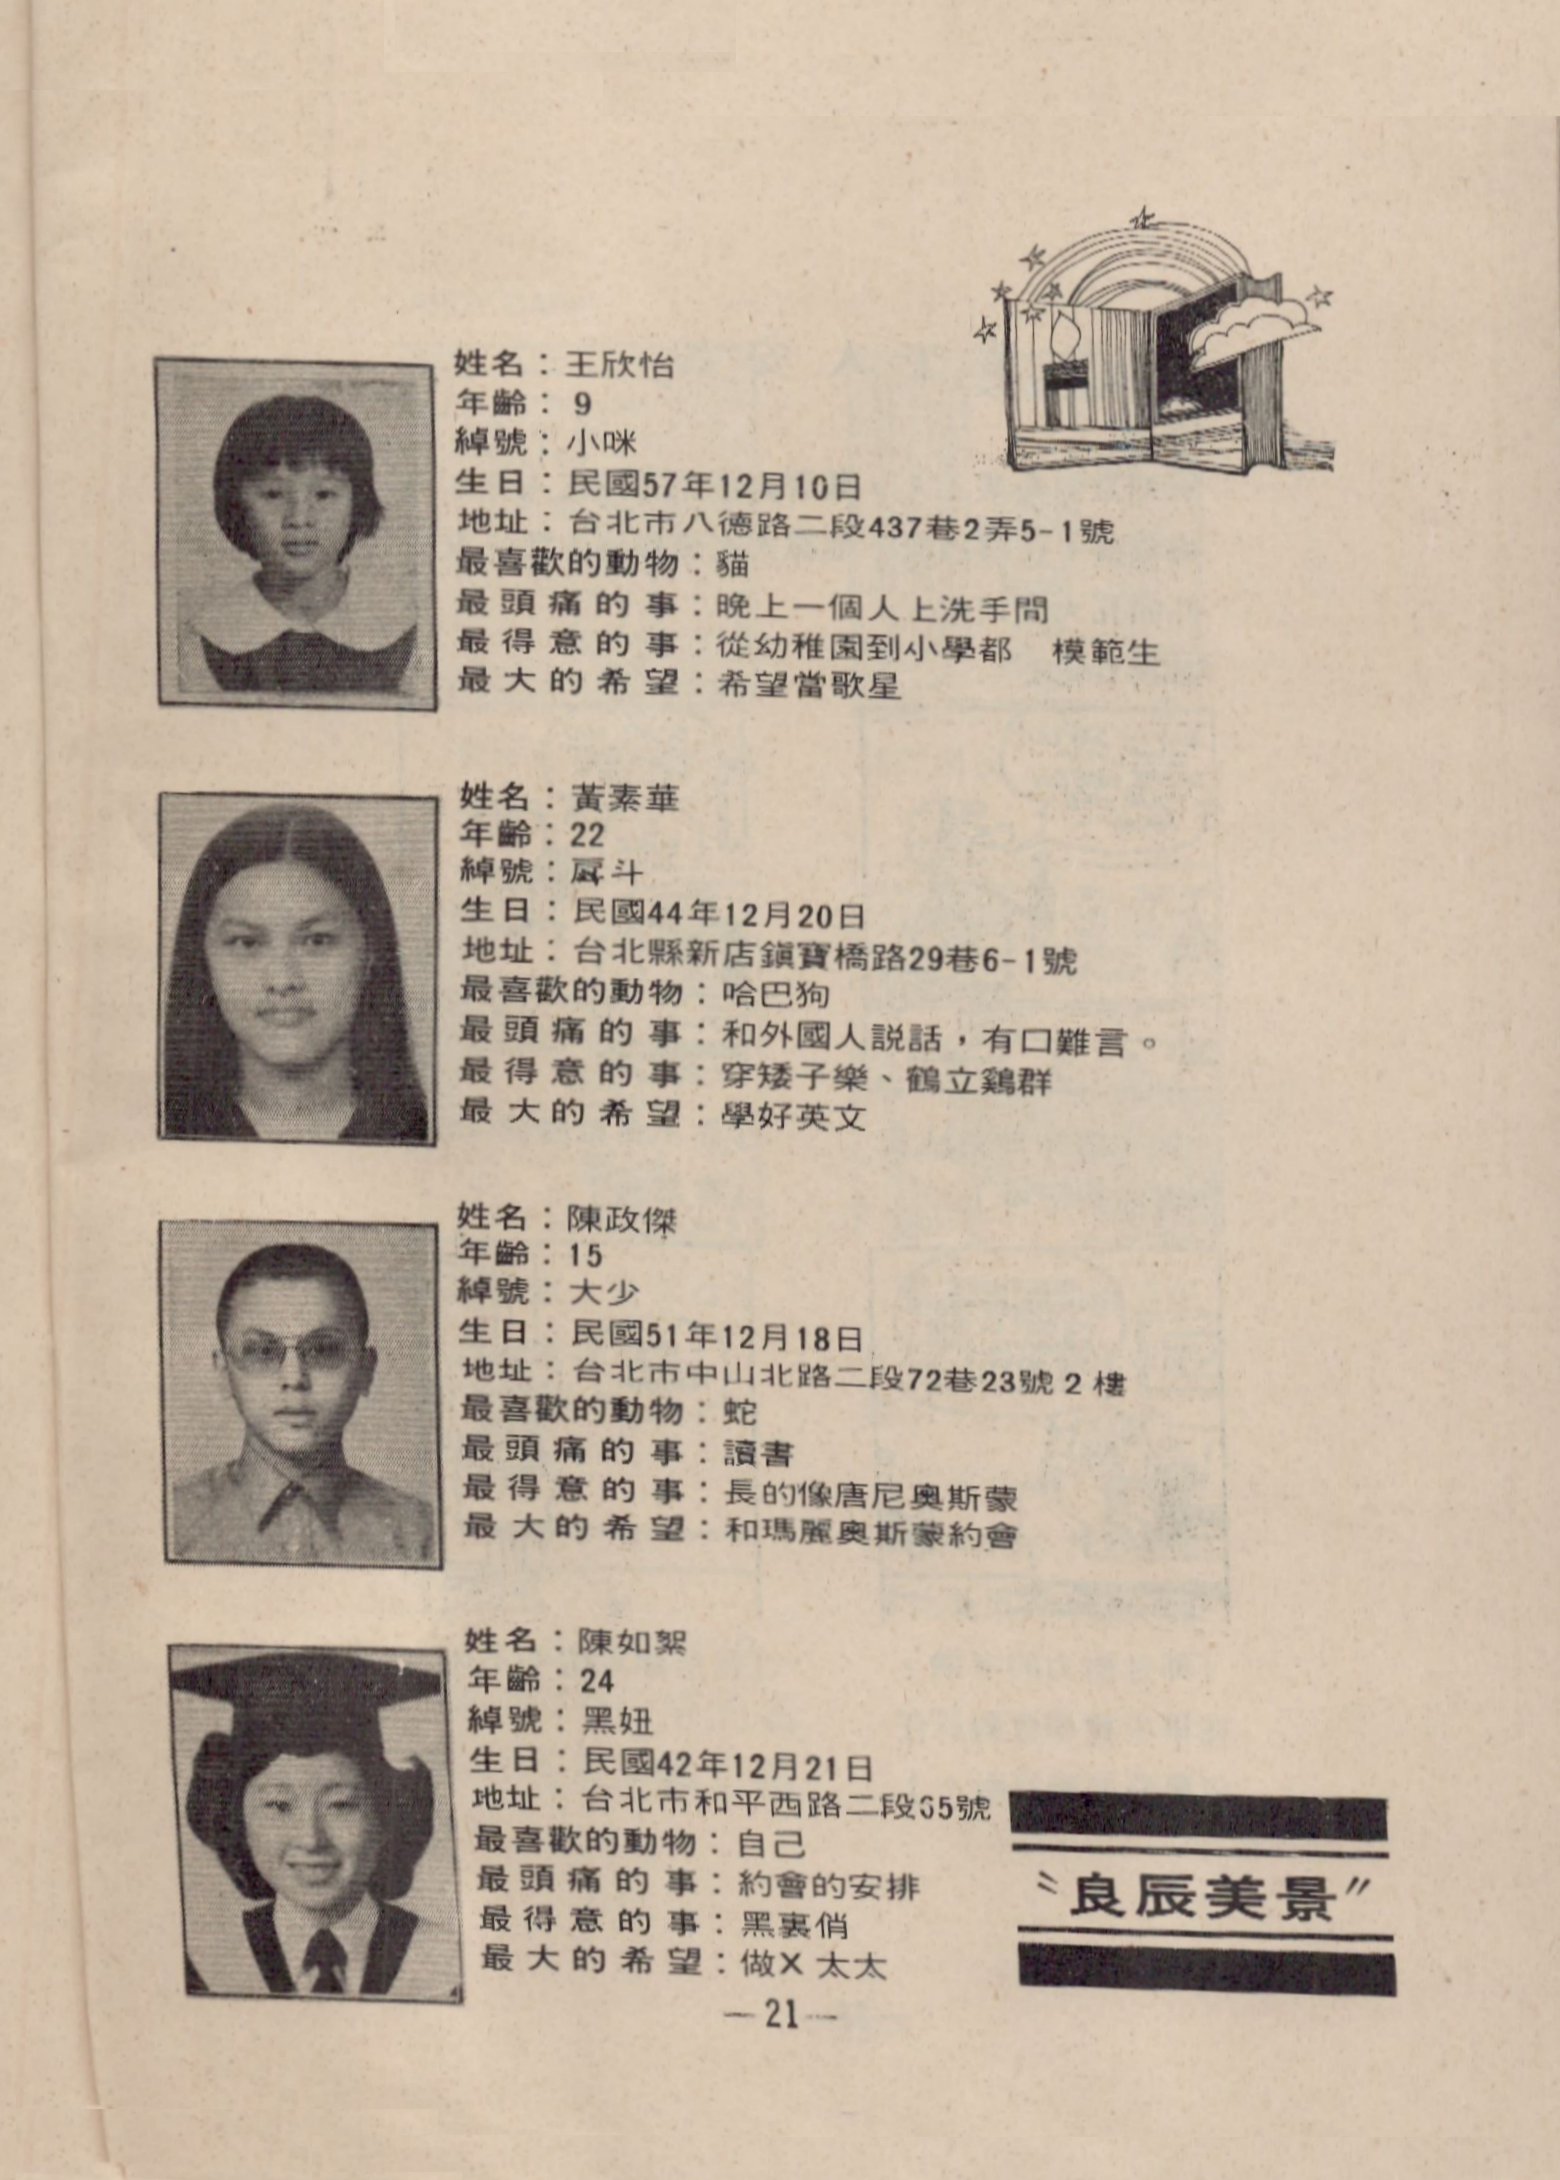 姓名：王欣怡
年齡：9
綽號：小咪
生日：民國57年12月10日
地址：台北市八德路二段437巷2弄5-1號
最喜歡的動物：貓
最頭痛的事：晚上一個人上洗手間
最得意的事：從幼稚園到小學都　模範生
最大的希望：希望當歌星
姓名：黃素華
年齡：22
綽號：斗
生日：民國44年12月20日
地址：台北縣新店鎮寶橋路29巷6-1號
最喜歡的動物：哈巴狗
最頭痛的事：和外國人説話，有口難言。
最得意的事：穿矮子樂、鶴立鷄群
最大的希望：學好英文
姓名：陳政傑
年齡：15
綽號：大少
生日：民國51年12月18日
地址：台北市中山北路二段72巷23號2樓
最喜歡的動物：蛇
最頭痛的事：讀書
最得意的事：長的像唐尼奧斯蒙
最大的希望：和瑪麗奧斯蒙約會
姓名：陳如絮
年齡：24
綽號：黑妞
生日：民國42年12月21日
地址：台北市和平西路二段65號
最喜歡的動物：自己
最頭痛的事：約會的安排
最得意的事：黑裏俏
最大的希望：做X太太
〝良辰美景〞
—21—